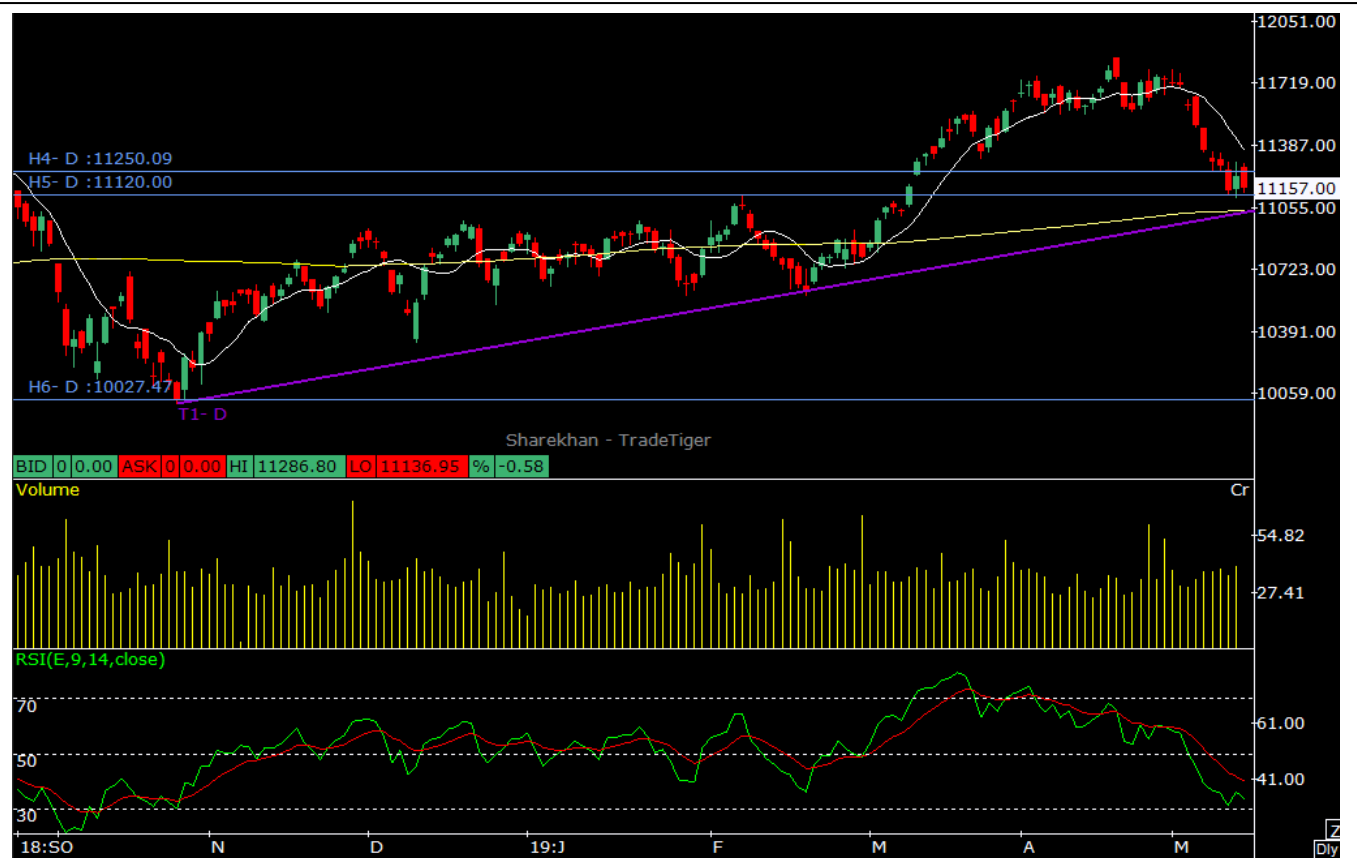 12051.00
11719.00
11387.00
H4- D :11250.09
H5- D :11120.00
11157.00
11055.00
10723.00
10391.00
H6- D :10027.47
10059.00
T1- D
Sharekhan - TradeTiger
BID 0 0.00 ASK 0 0.00 HI 11286.80 LO 11136.95 % -0.58
Volume Cr
54.82
27.41
RSI(E,9,14,close)
70
61.00
50
41.00
30
Z
18:SO N D 19:J F M A M Dly